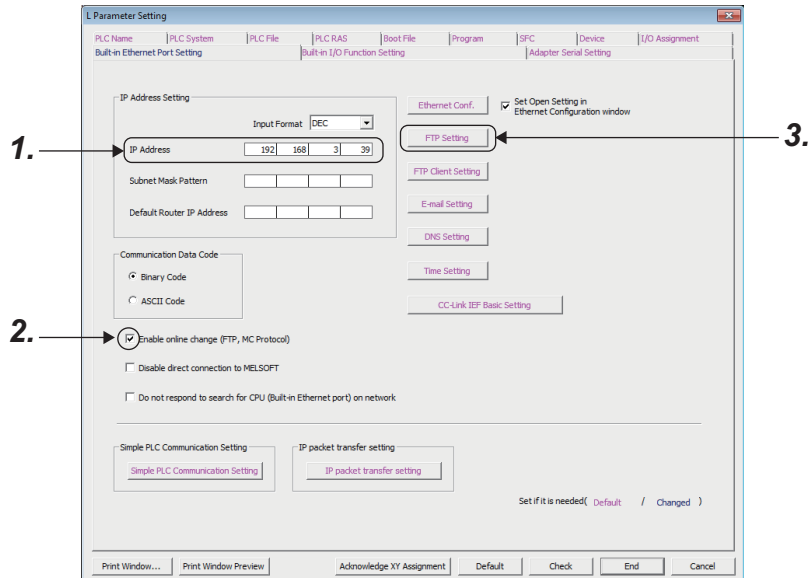 L Parameter Setting
PLC Name PLC System PLC File PLC RAS Boot File Program SFC Device I/O Assignment
Built-in Ethernet Port Setting Built-in I/O Function Setting Adapter Serial Setting
IP Address Setting
Input Format DEC
1. IP Address 192 168 3 39
Subnet Mask Pattern
Default Router IP Address
Ethernet Conf. Set Open Setting in
Ethernet Configuration window
FTP Setting 3.
FTP Client Setting
E-mail Setting
DNS Setting
Time Setting
CC-Link IEF Basic Setting
Communication Data Code
Binary Code
ASCII Code
2. Enable online change (FTP, MC Protocol)
Disable direct connection to MELSOFT
Do not respond to search for CPU (Built-in Ethernet port) on network
Simple PLC Communication Setting IP packet transfer setting
Simple PLC Communication Setting IP packet transfer setting
Set if it is needed( Default / Changed )
Print Window... Print Window Preview Acknowledge XY Assignment Default Check End Cancel